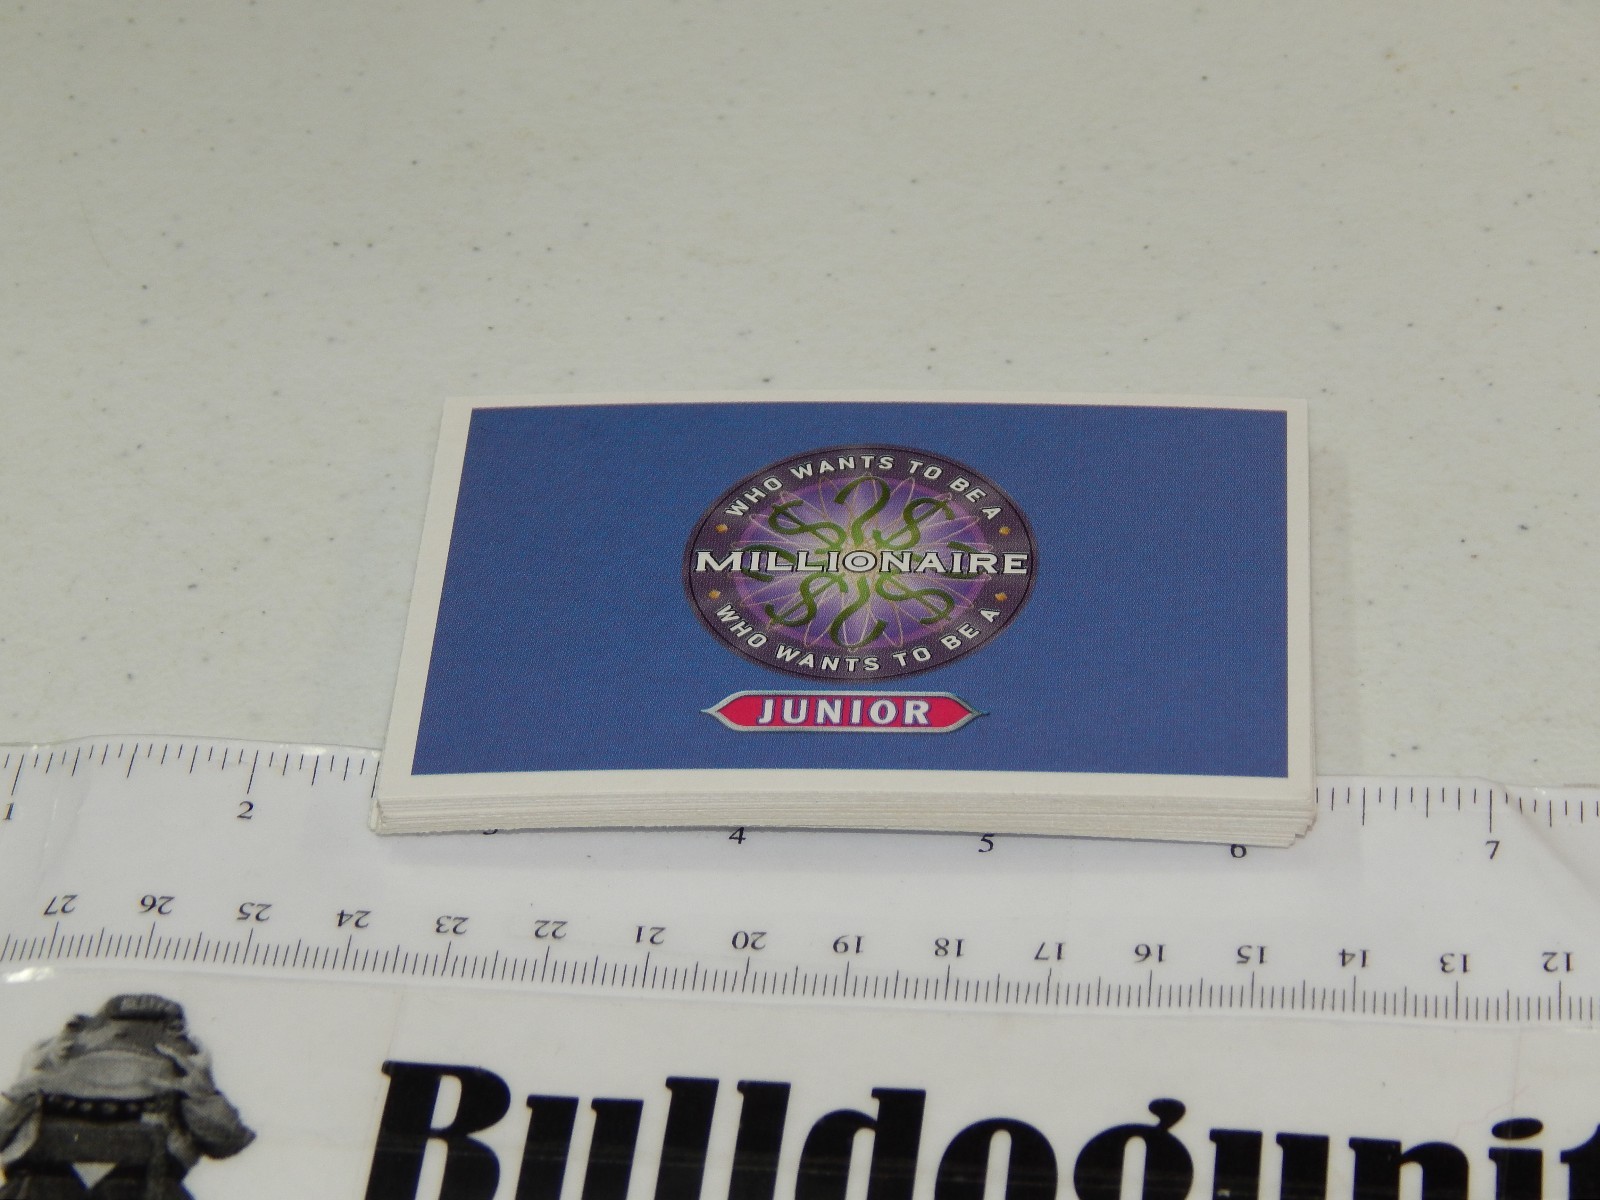 WHO WANTS TO BE A
MILLIONAIRE
WHO WANTS TO BE A
JUNIOR
1 2 4 5 6 7
27 26 25 24 23 22 21 20 19 18 17 16 15 14 13 12